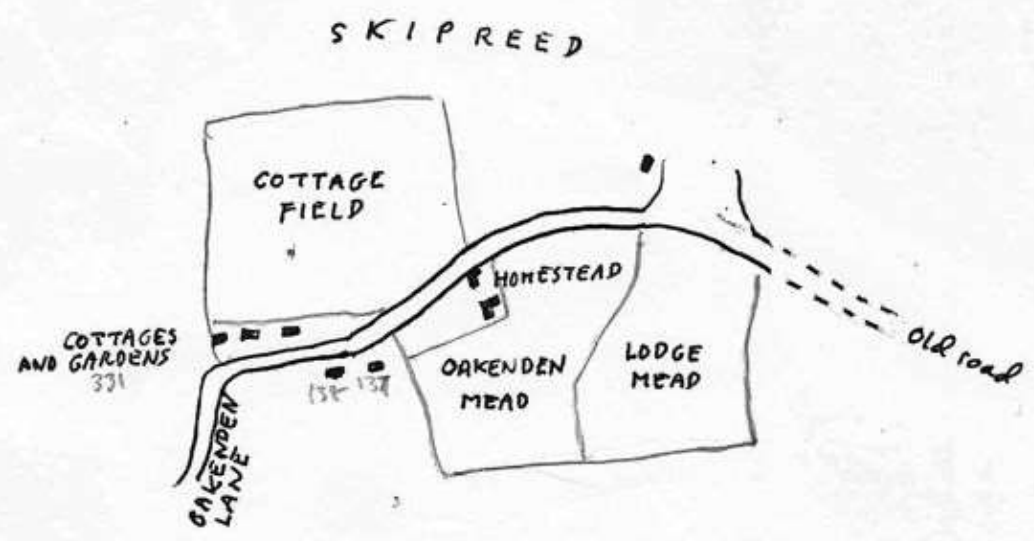 SKIPREED
COTTAGE
FIELD
HOMESTEAD
COTTAGES
AND GARDENS
331
OAKENDEN
MEAD
LODGE
MEAD
Old road
OAKENDEN
LANE